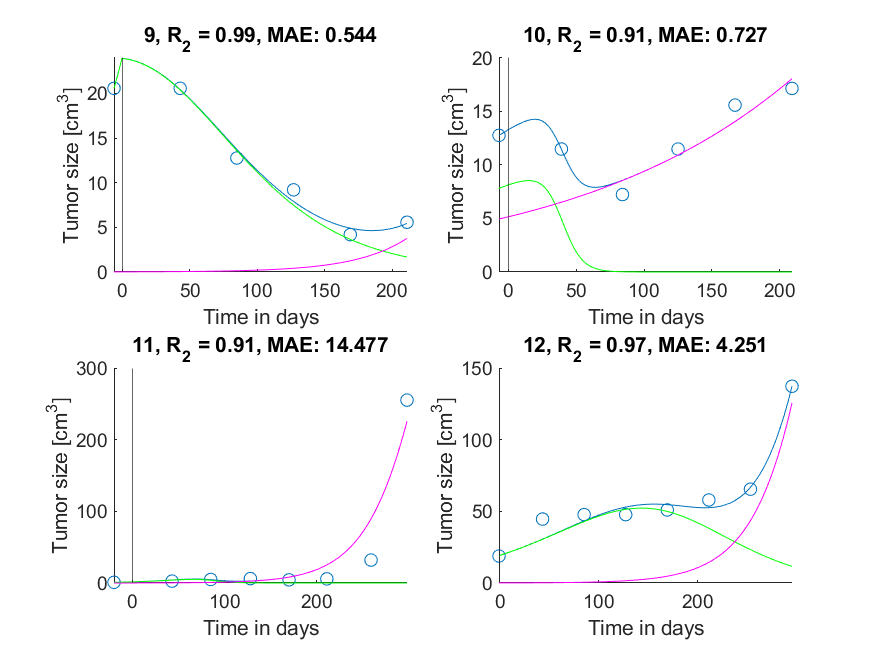 9, R₂ = 0.99, MAE: 0.544
Tumor size [cm³]
20
15
10
5
0
0 50 100 150 200
Time in days
10, R₂ = 0.91, MAE: 0.727
Tumor size [cm³]
20
15
10
5
0
0 50 100 150 200
Time in days
11, R₂ = 0.91, MAE: 14.477
Tumor size [cm³]
300
200
100
0
0 100 200
Time in days
12, R₂ = 0.97, MAE: 4.251
Tumor size [cm³]
150
100
50
0
0 100 200
Time in days